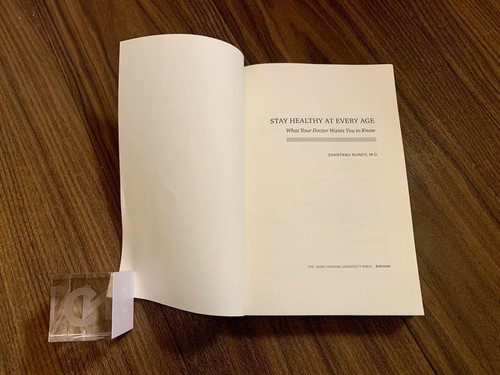 STAY HEALTHY AT EVERY AGE
What Your Doctor Wants You to Know
SHANTANU NUNDY, M.D.
THE JOHNS HOPKINS UNIVERSITY PRESS Baltimore